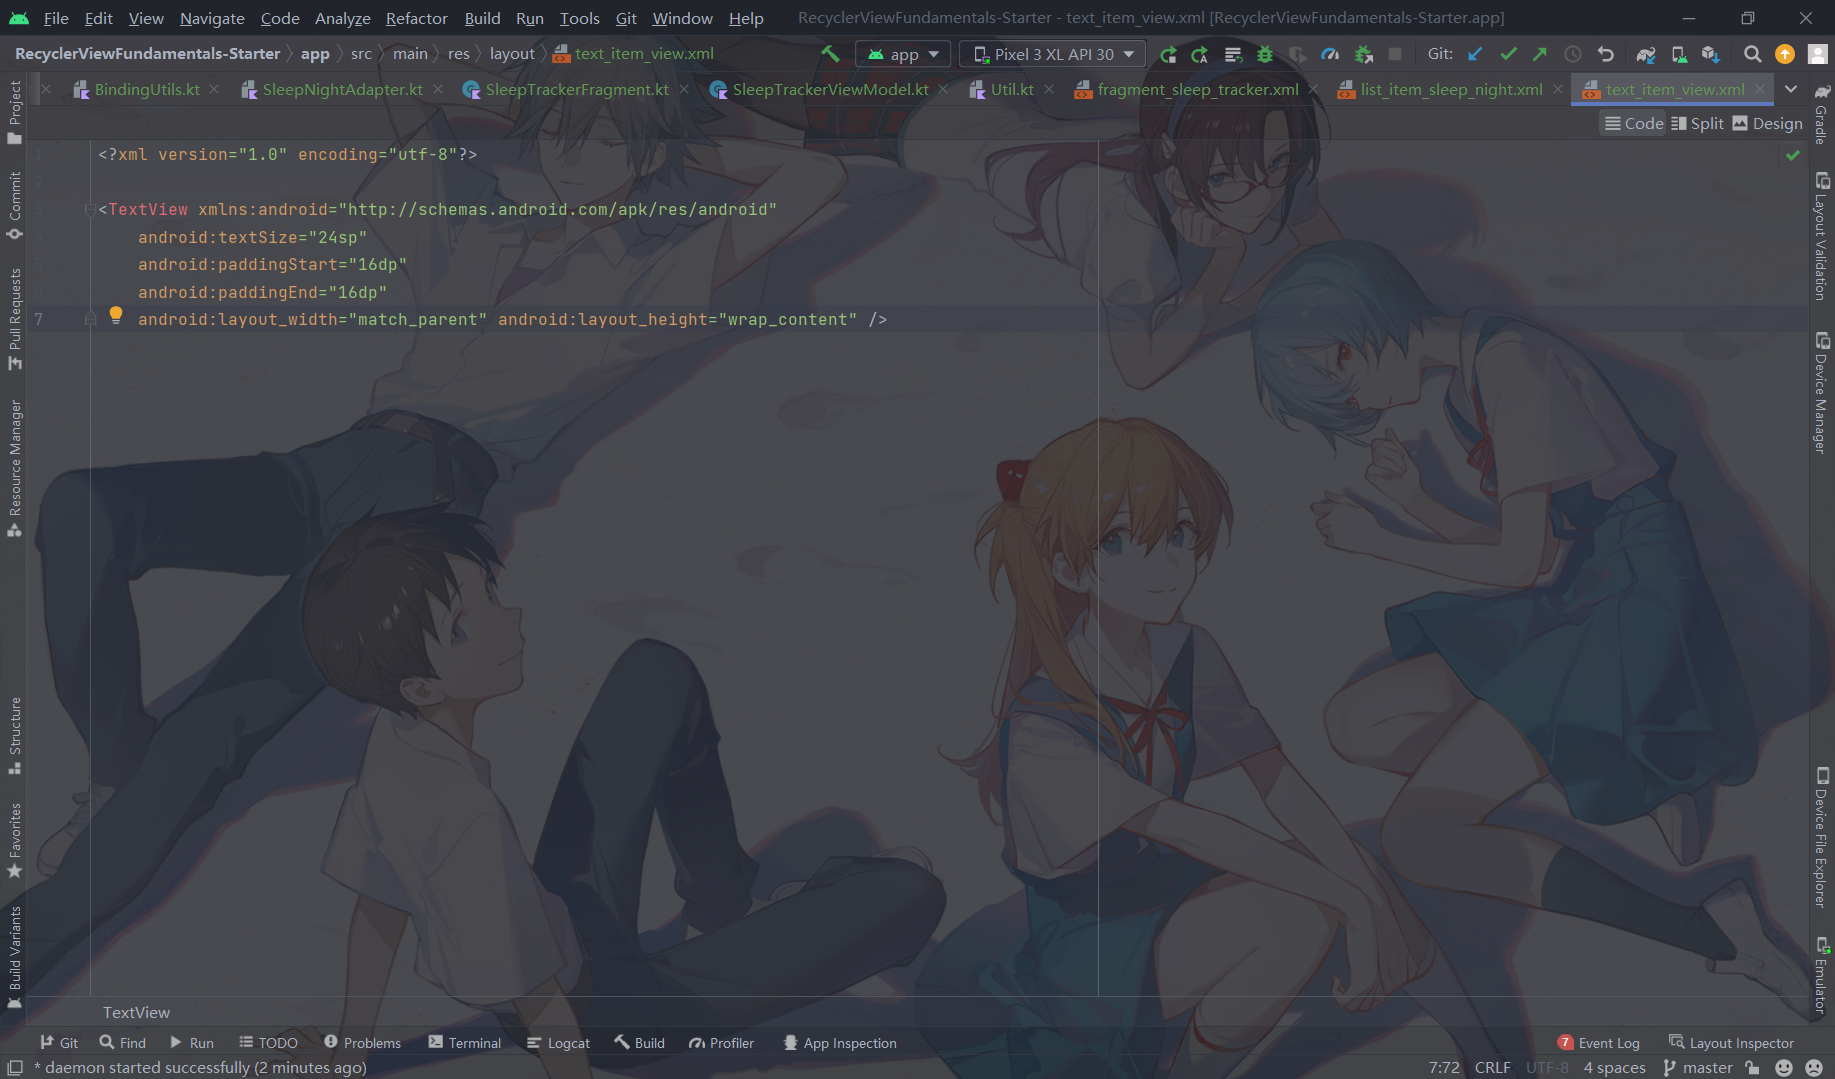 File Edit View Navigate Code Analyze Refactor Build Run Tools Git Window Help RecyclerViewFundamentals-Starter - text_item_view.xml [RecyclerViewFundamentals-Starter.app]
RecyclerViewFundamentals-Starter app src main res layout text_item_view.xml app Pixel 3 XL API 30 Git:
BindingUtils.kt SleepNightAdapter.kt SleepTrackerFragment.kt SleepTrackerViewModel.kt Util.kt fragment_sleep_tracker.xml list_item_sleep_night.xml text_item_view.xml
Code Split Design
1 <?xml version="1.0" encoding="utf-8"?>
2
3 <TextView xmlns:android="http://schemas.android.com/apk/res/android"
4 android:textSize="24sp"
5 android:paddingStart="16dp"
6 android:paddingEnd="16dp"
7 android:layout_width="match_parent" android:layout_height="wrap_content" />
Project
Commit
Pull Requests
Resource Manager
Structure
Favorites
Build Variants
Gradle
Layout Validation
Device Manager
Device File Explorer
Emulator
TextView
Git Find Run TODO Problems Terminal Logcat Build Profiler App Inspection 7 Event Log Layout Inspector
* daemon started successfully (2 minutes ago) 7:72 CRLF UTF-8 4 spaces master